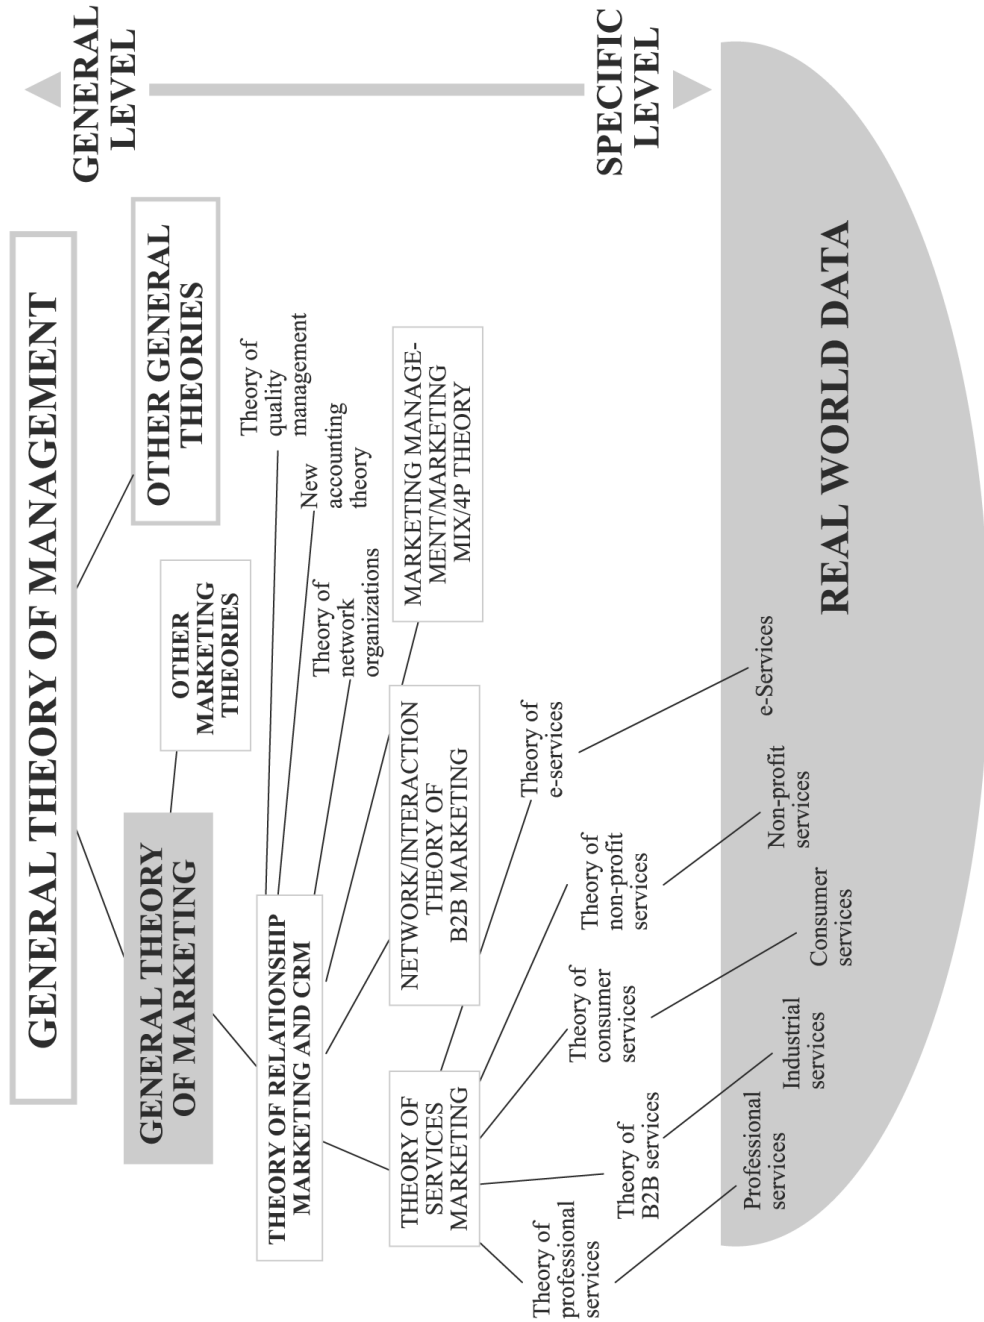 GENERAL THEORY OF MANAGEMENT
GENERAL
LEVEL
GENERAL THEORY
OF MARKETING
OTHER
MARKETING
THEORIES
OTHER GENERAL
THEORIES
THEORY OF RELATIONSHIP
MARKETING AND CRM
Theory of
quality
management
New
accounting
theory
Theory of
network
organizations
THEORY OF
SERVICES
MARKETING
NETWORK/INTERACTION
THEORY OF
B2B MARKETING
MARKETING MANAGE-
MENT/MARKETING
MIX/4P THEORY
Theory of
professional
services
Theory of
B2B services
Theory of
consumer
services
Theory of
non-profit
services
Theory of
e-services
SPECIFIC
LEVEL
Professional
services
Industrial
services
Consumer
services
Non-profit
services
e-Services
REAL WORLD DATA